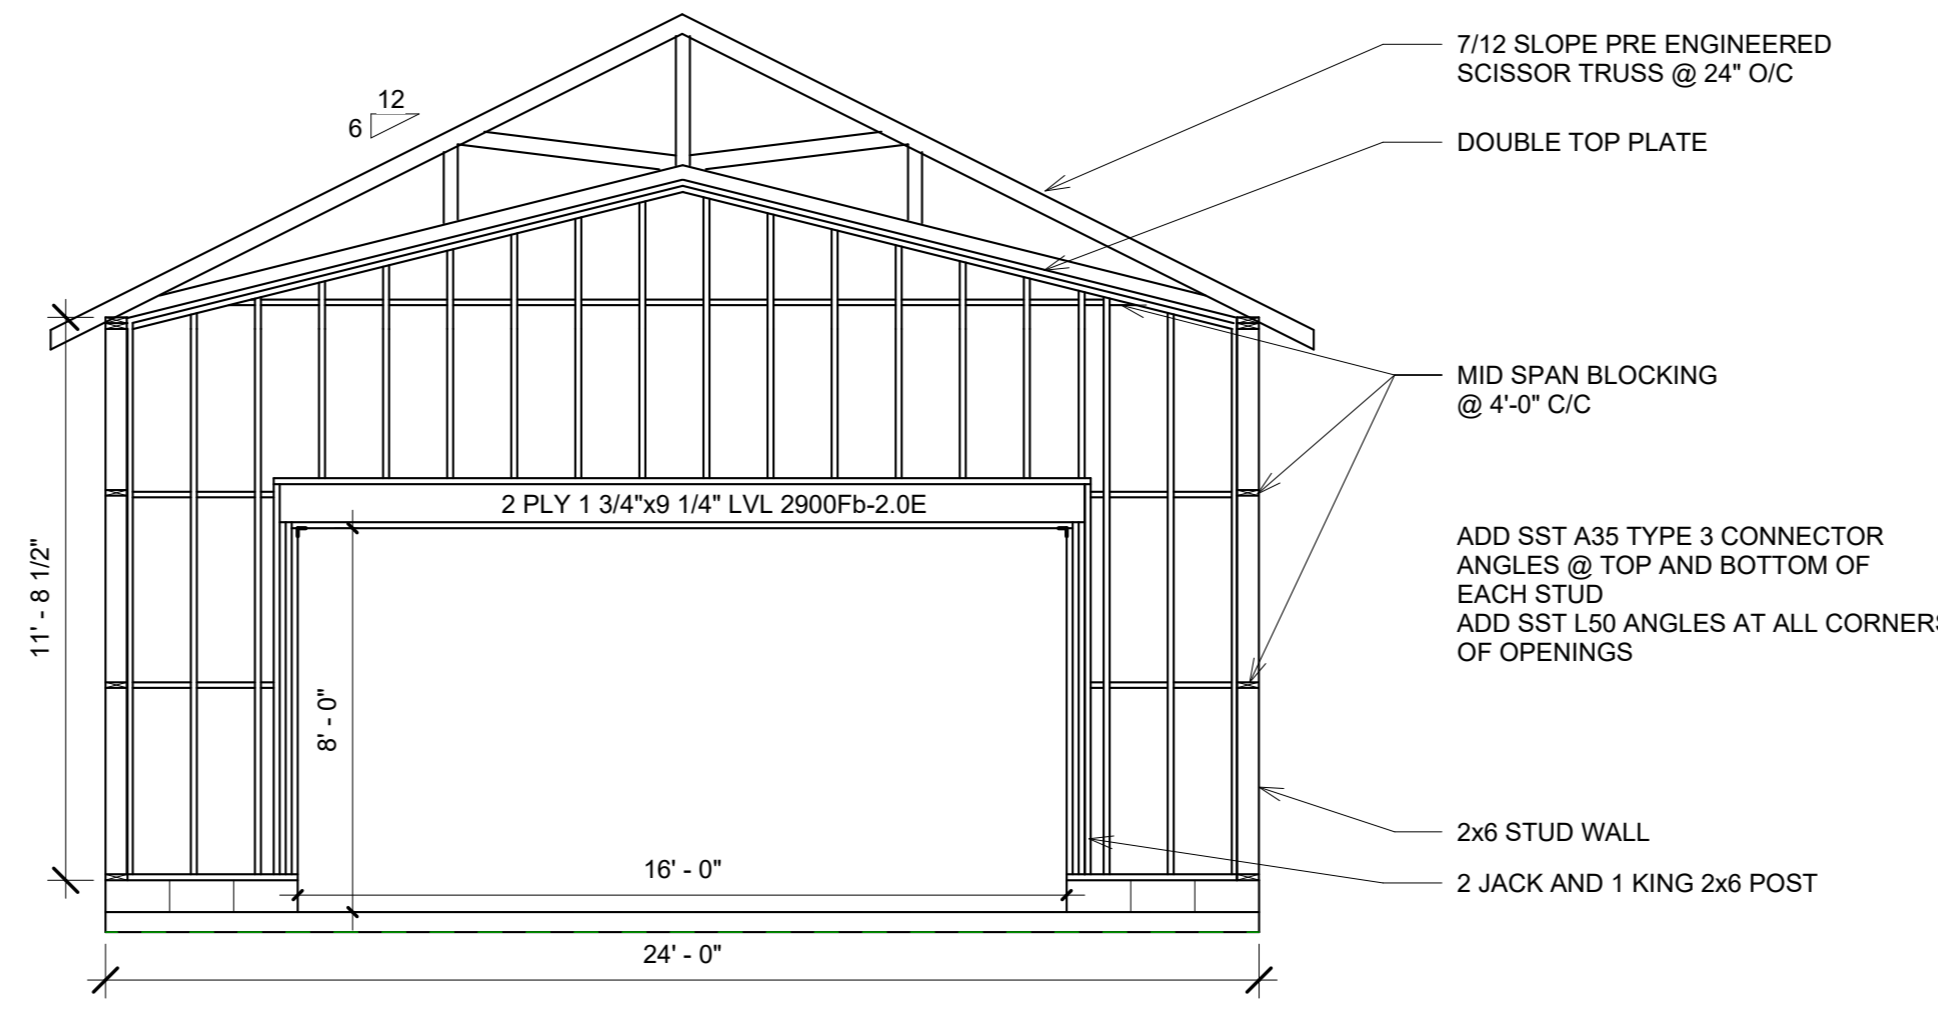 7/12 SLOPE PRE ENGINEERED
SCISSOR TRUSS @ 24" O/C
12
6
DOUBLE TOP PLATE
MID SPAN BLOCKING
@ 4'-0" C/C
2 PLY 1 3/4"x9 1/4" LVL 2900Fb-2.0E
ADD SST A35 TYPE 3 CONNECTOR
ANGLES @ TOP AND BOTTOM OF
EACH STUD
ADD SST L50 ANGLES AT ALL CORNERS
OF OPENINGS
11' - 8 1/2"
8' - 0"
2x6 STUD WALL
16' - 0"
2 JACK AND 1 KING 2x6 POST
24' - 0"